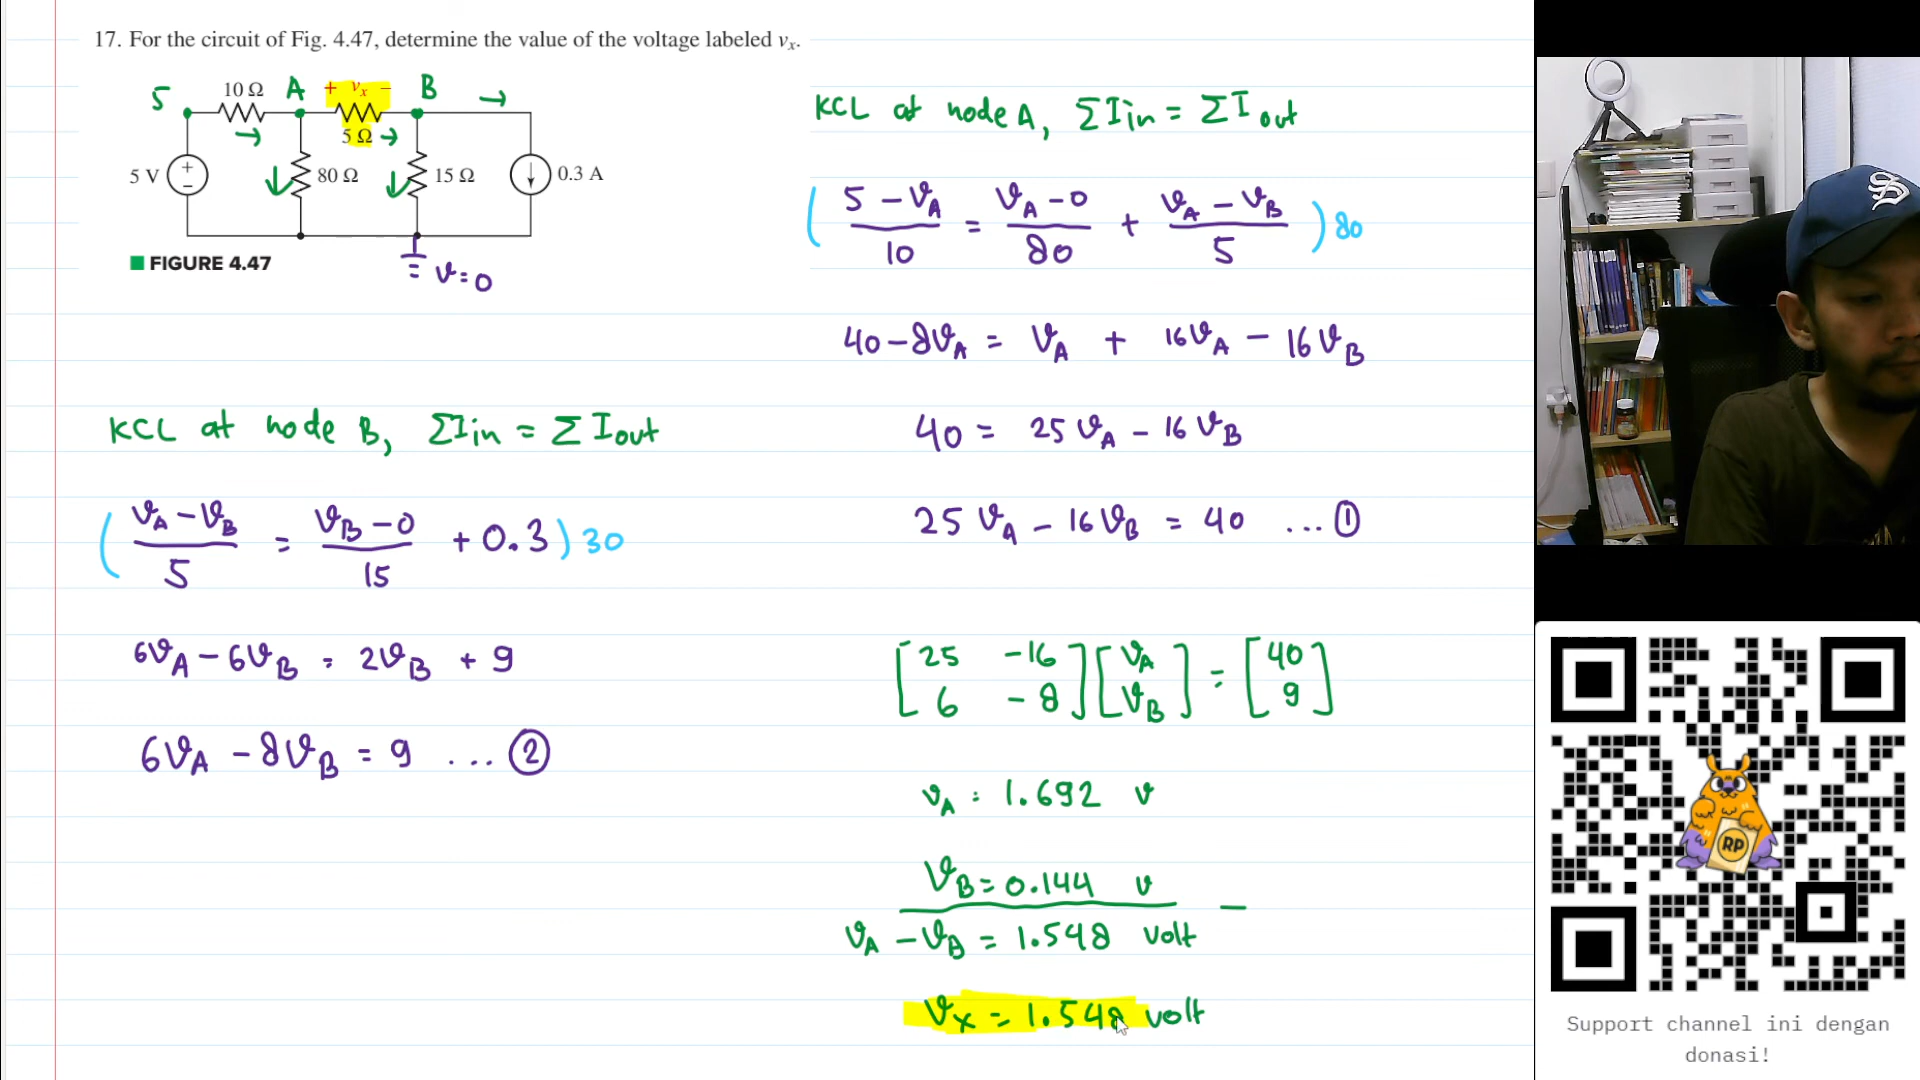 17. For the circuit of Fig. 4.47, determine the value of the voltage labeled vₓ.
5
10 Ω
A
+ vₓ −
B
→
→
5 Ω →
5 V
+
−
80 Ω
15 Ω
0.3 A
FIGURE 4.47
v = 0
KCL at node A, ΣIin = ΣIout
( (5 − vA)/10 = (vA − 0)/80 + (vA − vB)/5 ) 80
40 − 8vA = vA + 16vA − 16vB
40 = 25vA − 16vB
25vA − 16vB = 40 ... ①
KCL at node B, ΣIin = ΣIout
( (vA − vB)/5 = (vB − 0)/15 + 0.3 ) 30
6vA − 6vB = 2vB + 9
6vA − 8vB = 9 ... ②
[25 −16] [vA] = [40]
[6 −8] [vB] [9]
vA = 1.692 v
vB = 0.144 v
−
vA − vB = 1.548 volt
vx = 1.548 volt
S
RP
Support channel ini dengan
donasi!